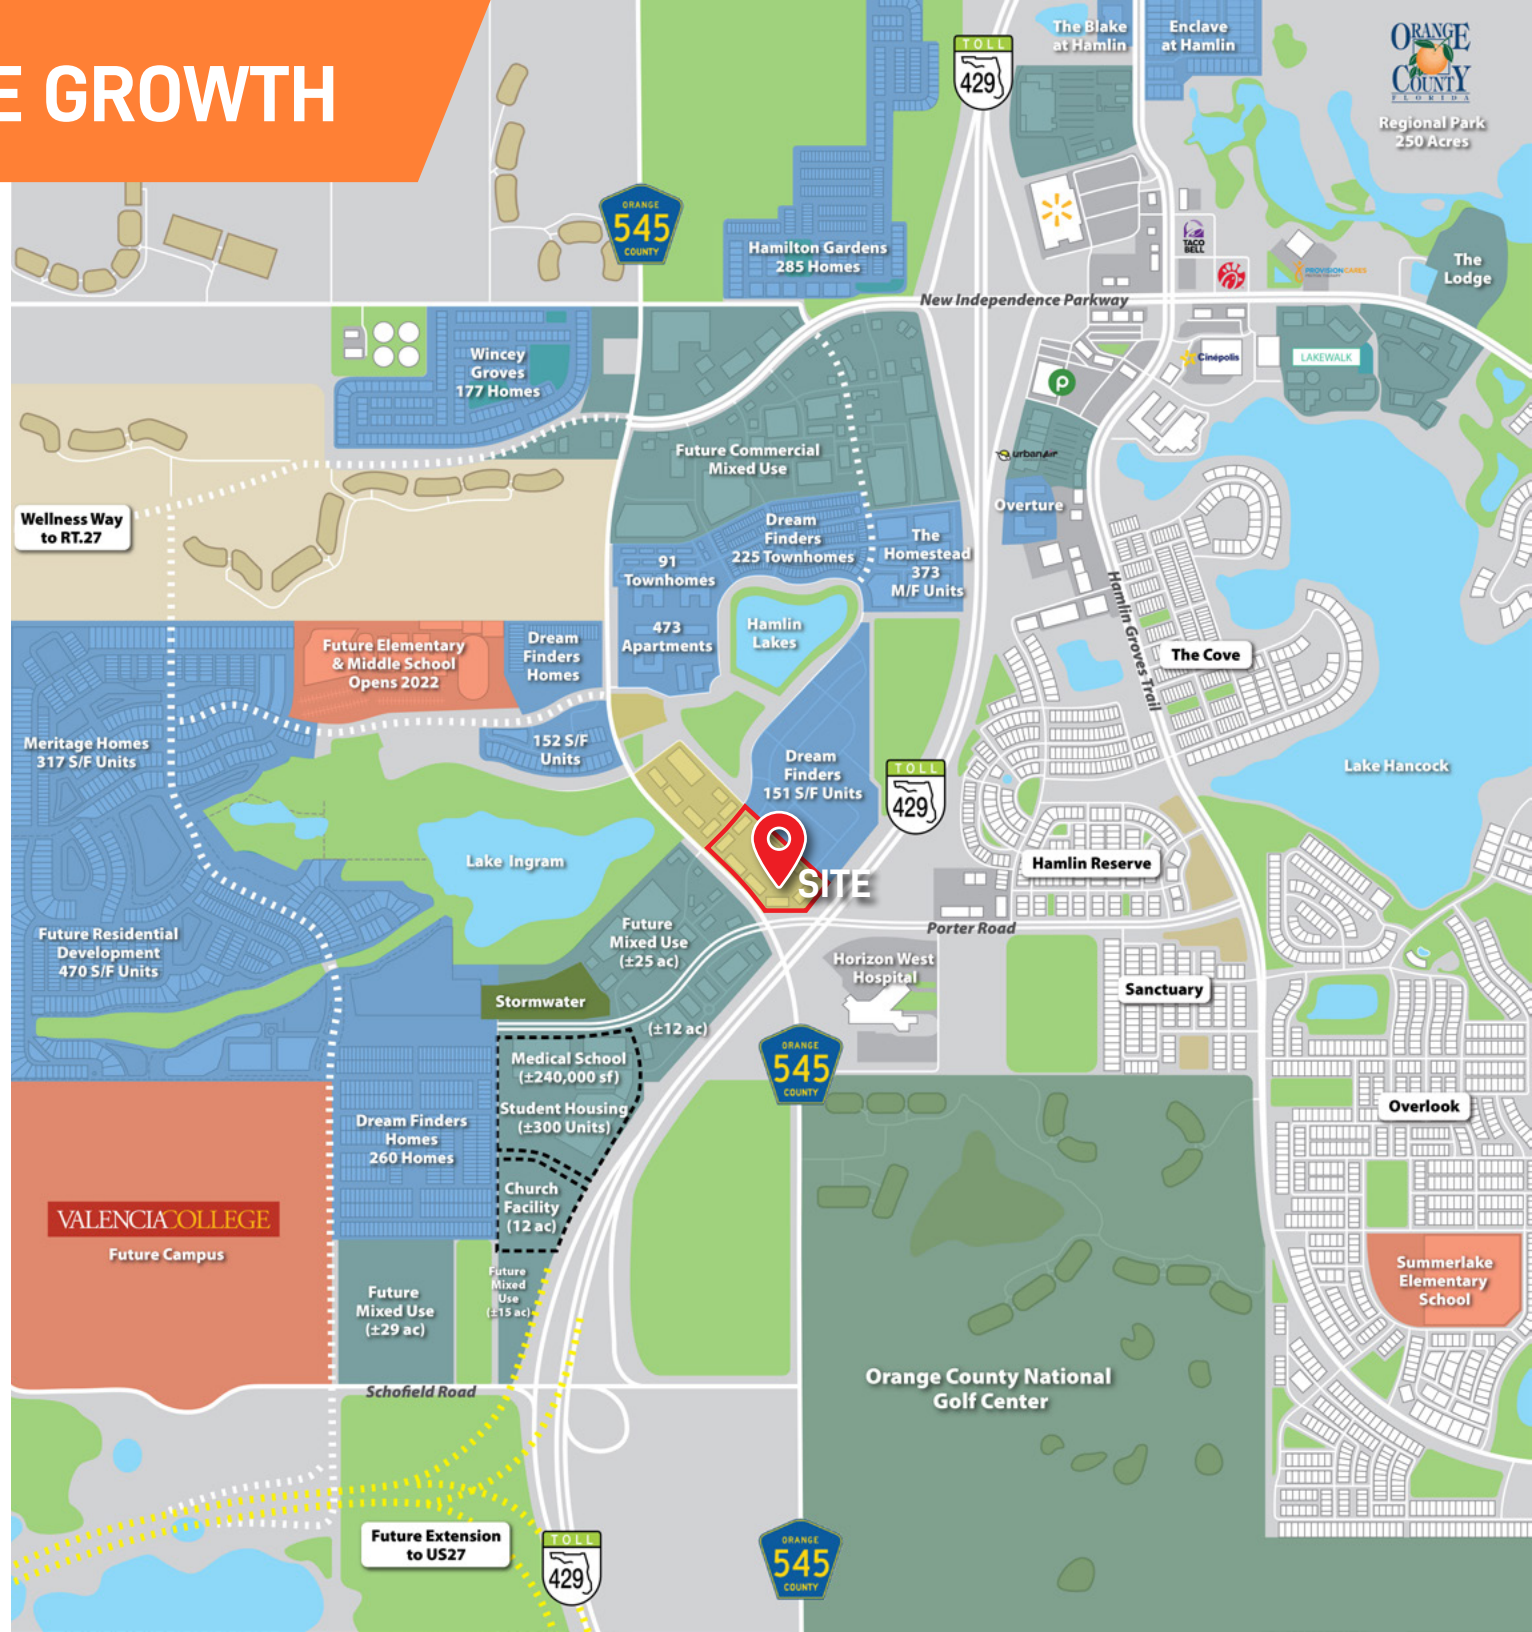 E GROWTH
The Blake
at Hamlin
Enclave
at Hamlin
ORANGE
COUNTY
FLORIDA
Regional Park
250 Acres
TOLL
429
ORANGE
545
COUNTY
Hamilton Gardens
285 Homes
TACO
BELL
PROVISION CARES
The
Lodge
New Independence Parkway
Wincey
Groves
177 Homes
Cinépolis
LAKEWALK
P
Future Commercial
Mixed Use
urbanair
Overture
Wellness Way
to RT.27
Dream
Finders
225 Townhomes
The
Homestead
373
M/F Units
91
Townhomes
473
Apartments
Hamlin
Lakes
Hamlin Groves Trail
The Cove
Future Elementary
& Middle School
Opens 2022
Dream
Finders
Homes
Meritage Homes
317 S/F Units
152 S/F
Units
Dream
Finders
151 S/F Units
TOLL
429
Lake Hancock
Lake Ingram
SITE
Hamlin Reserve
Porter Road
Future Residential
Development
470 S/F Units
Future
Mixed Use
(±25 ac)
Horizon West
Hospital
Sanctuary
Stormwater
(±12 ac)
ORANGE
545
COUNTY
Medical School
(±240,000 sf)
Student Housing
(±300 Units)
Overlook
Dream Finders
Homes
260 Homes
Church
Facility
(12 ac)
VALENCIACOLLEGE
Future Campus
Future
Mixed
Use
(±15 ac)
Future
Mixed Use
(±29 ac)
Summerlake
Elementary
School
Schofield Road
Orange County National
Golf Center
Future Extension
to US27
TOLL
429
ORANGE
545
COUNTY